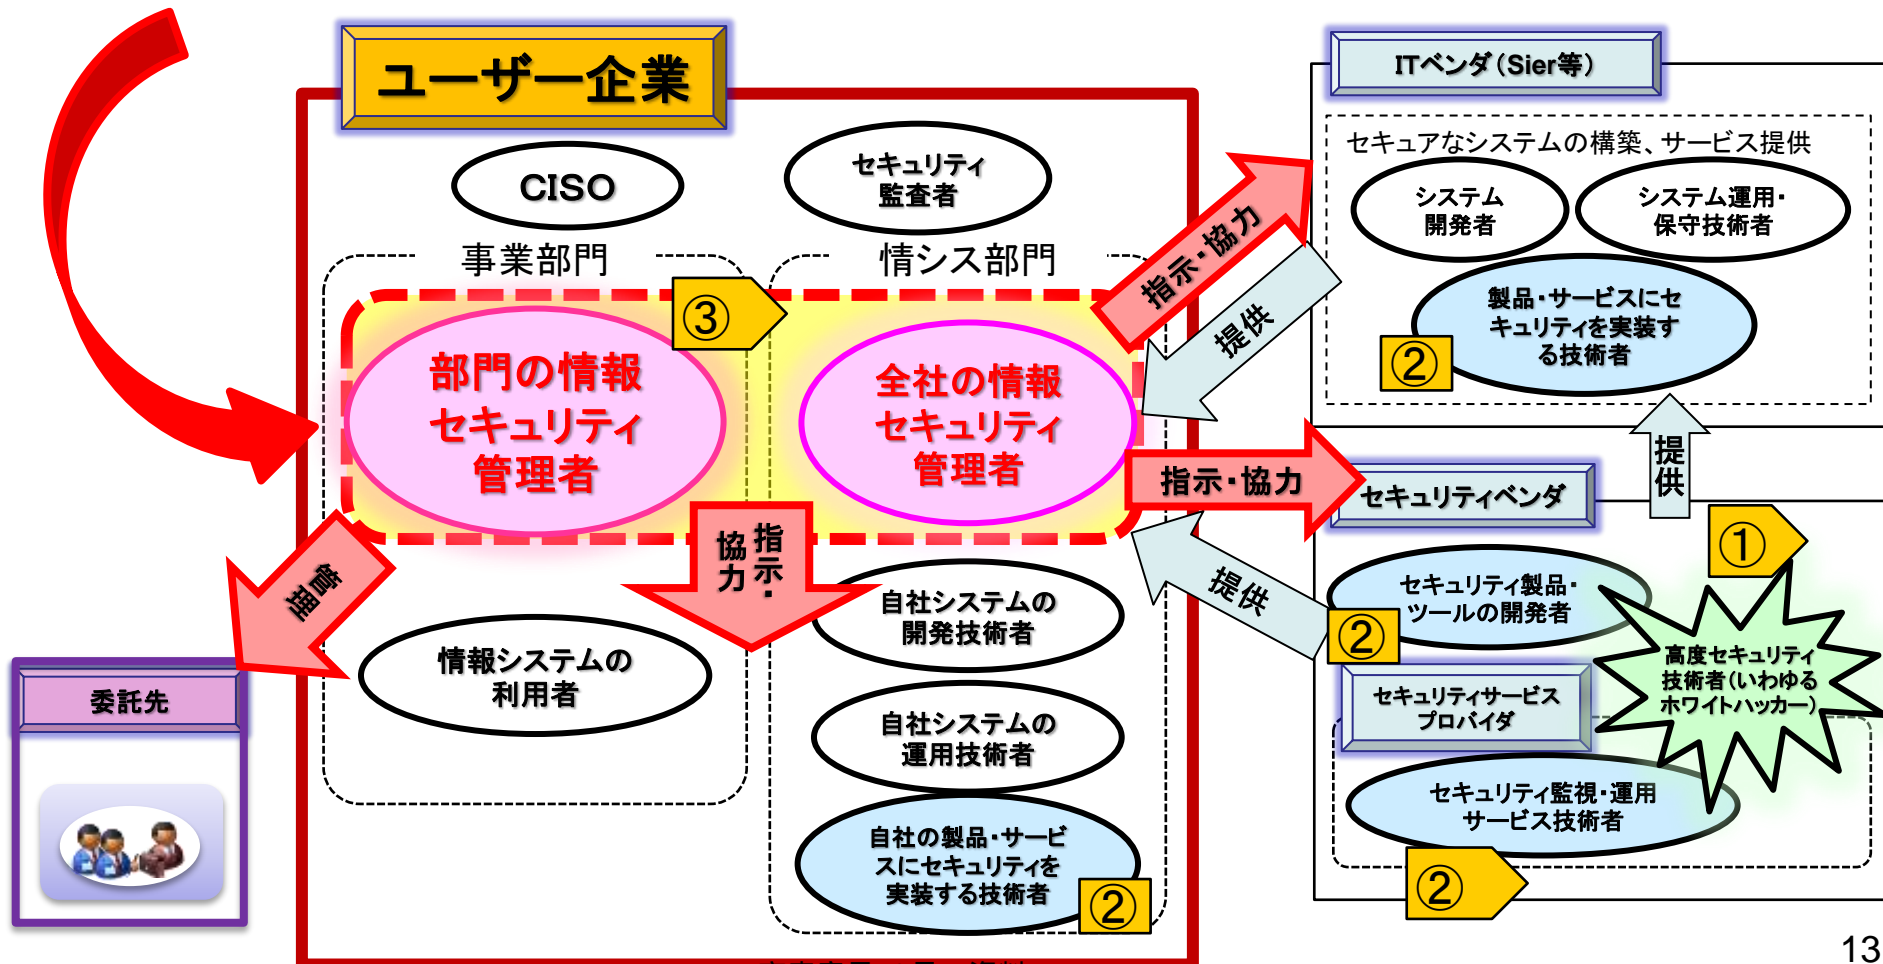 ユーザー企業
CISO
セキュリティ
監査者
事業部門
情シス部門
③
部門の情報
セキュリティ
管理者
全社の情報
セキュリティ
管理者
指示・協力
提供
指示・協力
提供
指示・
協力
管理
情報システムの
利用者
自社システムの
開発技術者
自社システムの
運用技術者
自社の製品・サービ
スにセキュリティを
実装する技術者
②
委託先
ITベンダ(Sier等)
セキュアなシステムの構築、サービス提供
システム
開発者
システム運用・
保守技術者
製品・サービスにセ
キュリティを実装す
る技術者
②
提供
セキュリティベンダ
①
セキュリティ製品・
ツールの開発者
②
高度セキュリティ
技術者(いわゆる
ホワイトハッカー)
セキュリティサービス
プロバイダ
セキュリティ監視・運用
サービス技術者
②
13